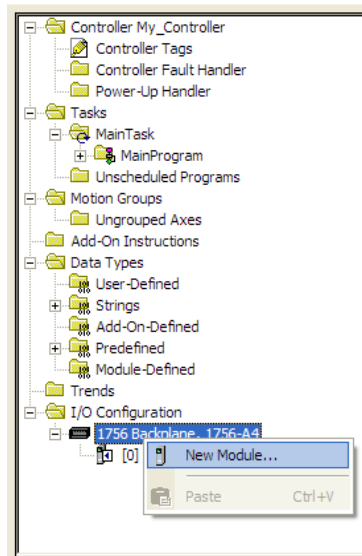 Controller My_Controller
Controller Tags
Controller Fault Handler
Power-Up Handler
Tasks
MainTask
MainProgram
Unscheduled Programs
Motion Groups
Ungrouped Axes
Add-On Instructions
Data Types
User-Defined
Strings
Add-On-Defined
Predefined
Module-Defined
Trends
I/O Configuration
1756 Backplane, 1756-A4
[0]
New Module...
Paste Ctrl+V